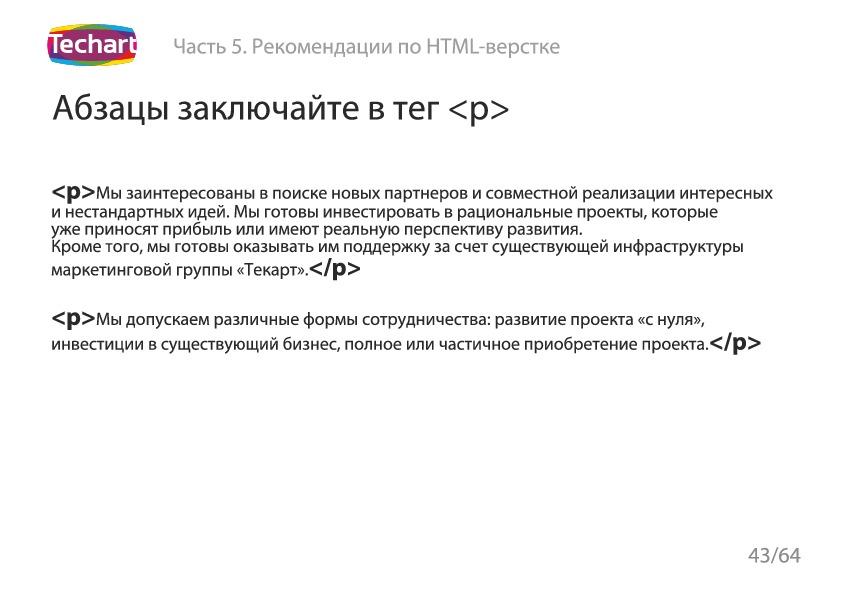 Techart
Часть 5. Рекомендации по HTML-верстке
Абзацы заключайте в тег <p>
<p>Мы заинтересованы в поиске новых партнеров и совместной реализации интересных
и нестандартных идей. Мы готовы инвестировать в рациональные проекты, которые
уже приносят прибыль или имеют реальную перспективу развития.
Кроме того, мы готовы оказывать им поддержку за счет существующей инфраструктуры
маркетинговой группы «Текарт».</p>
<p>Мы допускаем различные формы сотрудничества: развитие проекта «с нуля»,
инвестиции в существующий бизнес, полное или частичное приобретение проекта.</p>
43/64